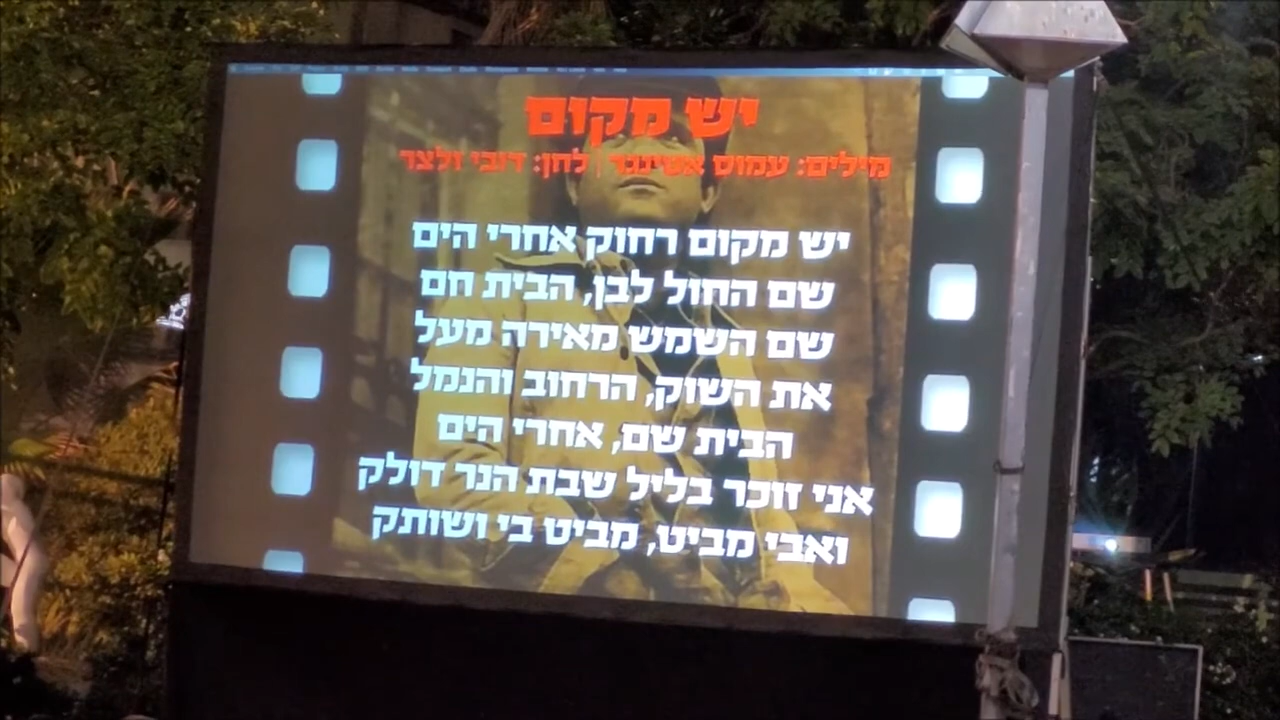 יש מקום
מילים: עמוס אטינגר | לחן: דובי זלצר
יש מקום רחוק אחרי הים
שם החול לבן, הבית חם
שם השמש מאירה מעל
את השוק, הרחוב והנמל
הבית שם, אחרי הים
אני זוכר בליל שבת הנר דולק
ואבי מביט, מביט בי ושותק